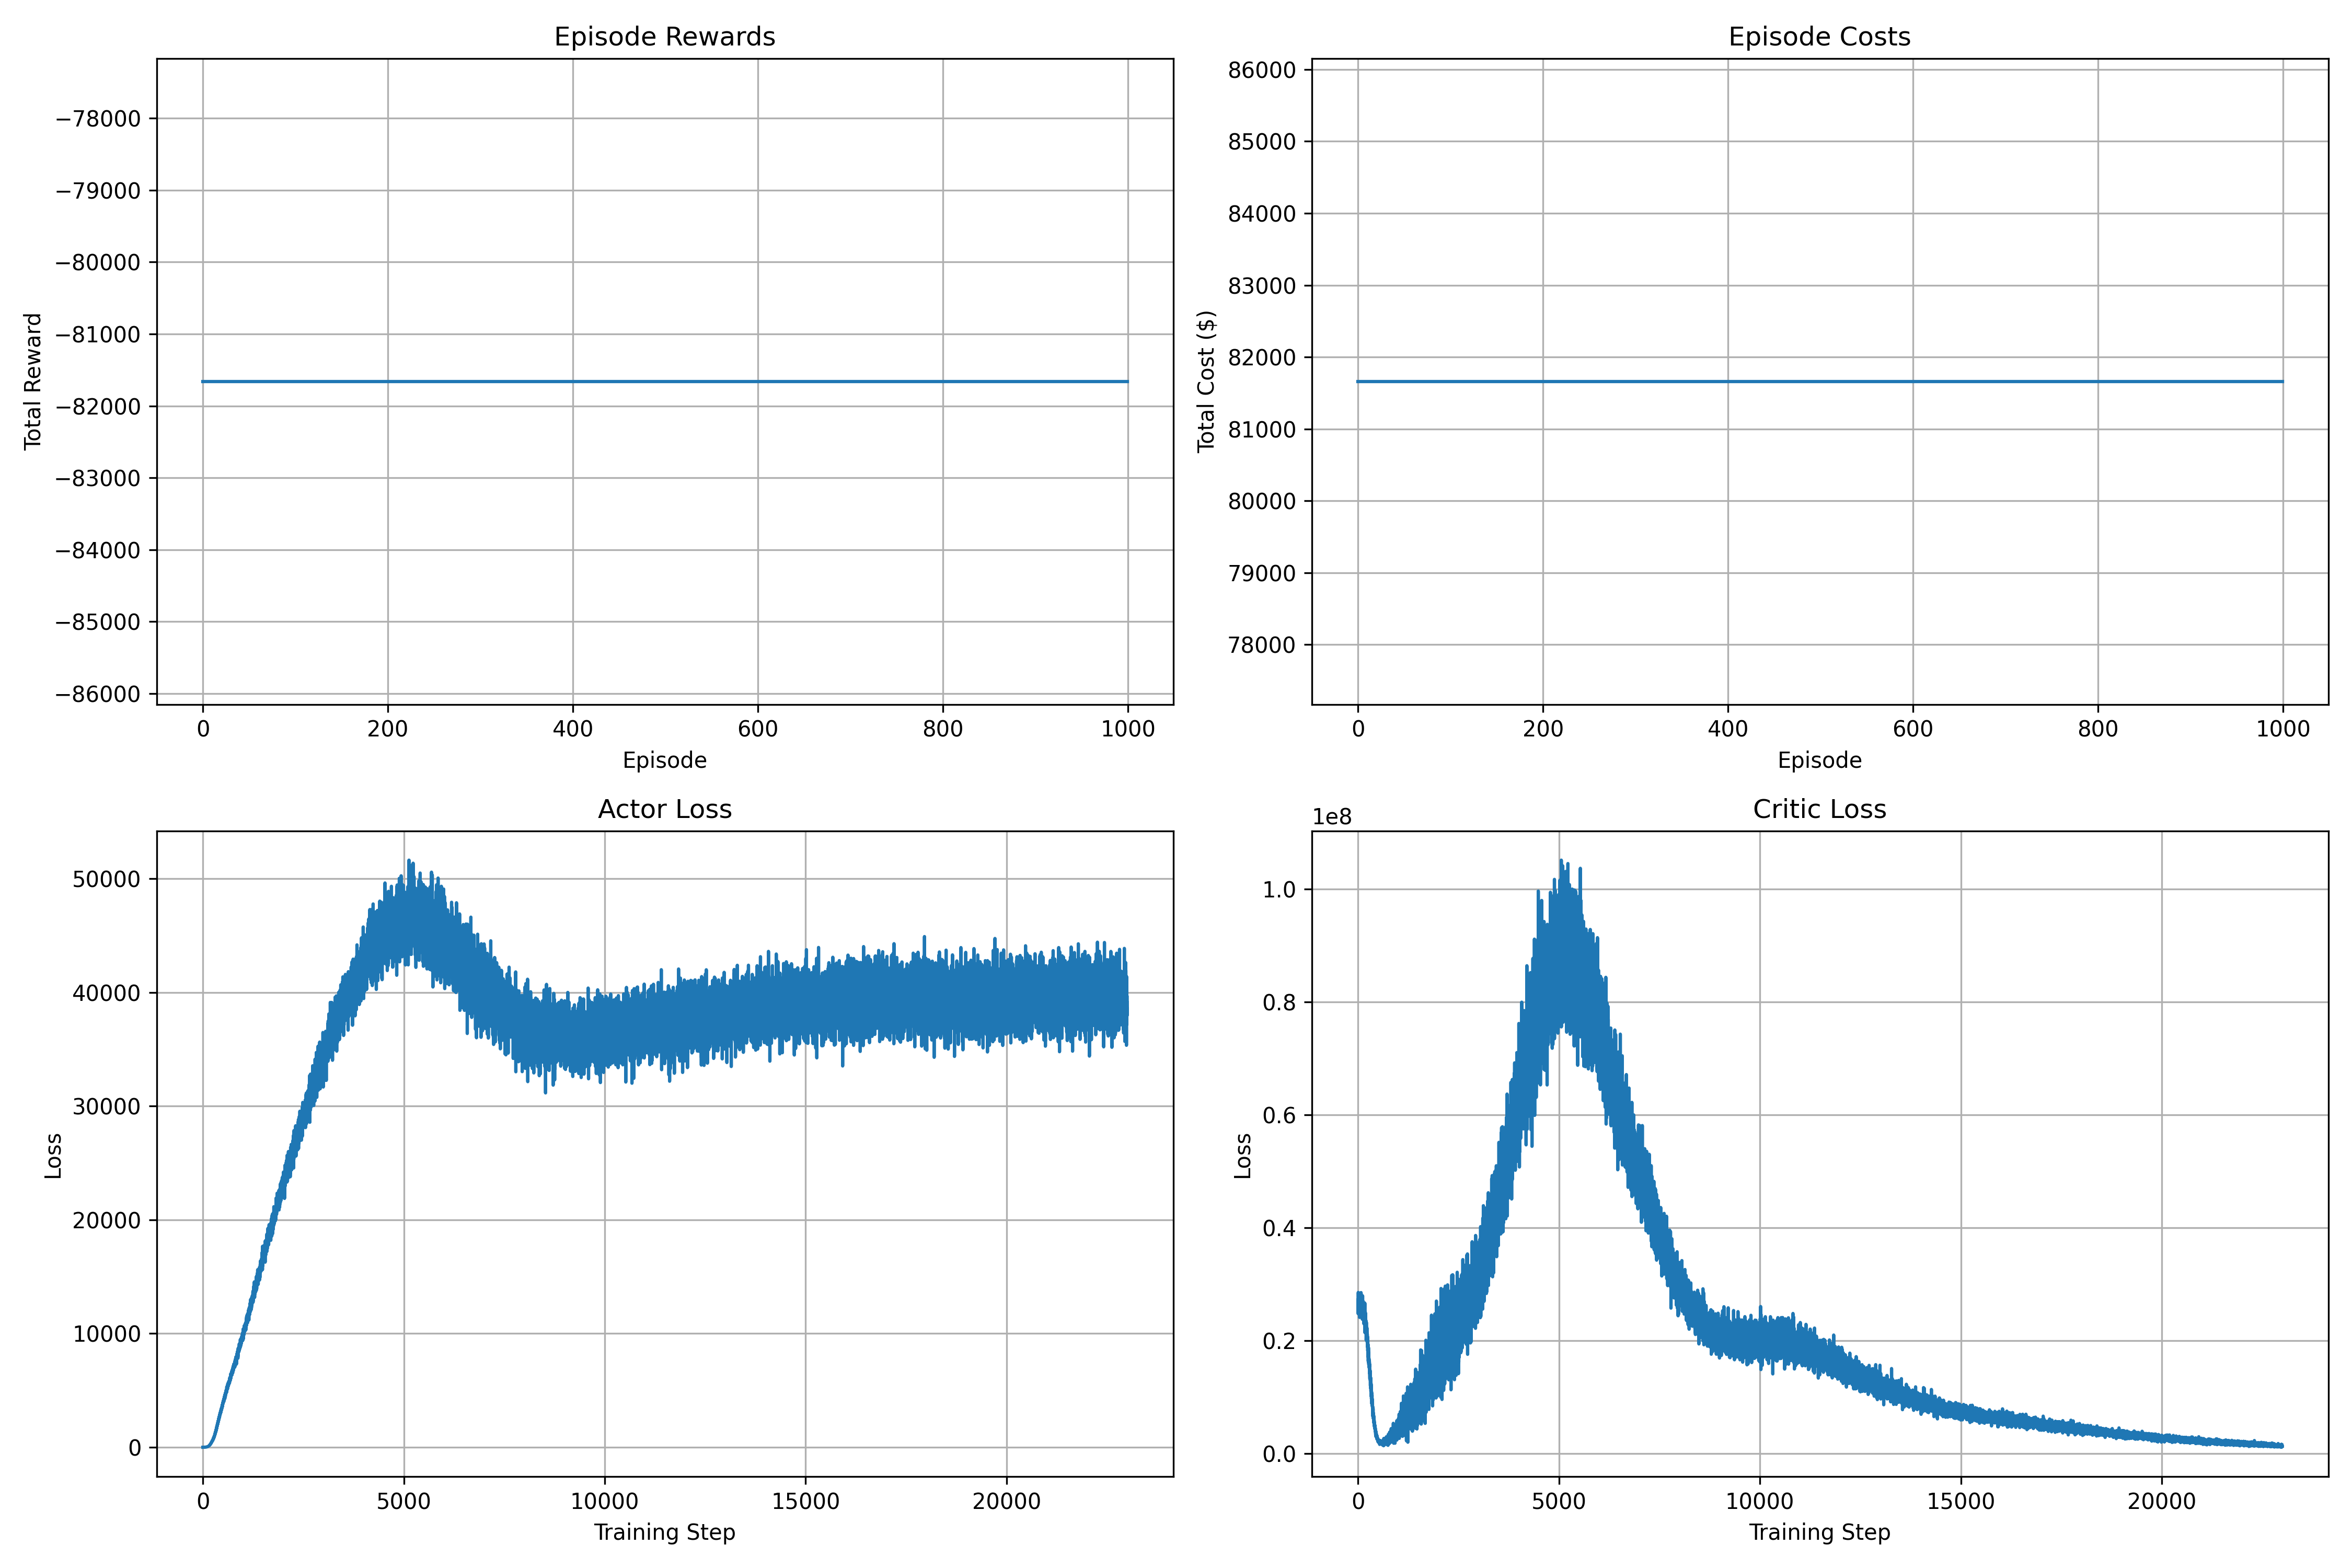 Episode Rewards
Total Reward
−78000
−79000
−80000
−81000
−82000
−83000
−84000
−85000
−86000
0 200 400 600 800 1000
Episode
Episode Costs
Total Cost ($)
86000
85000
84000
83000
82000
81000
80000
79000
78000
0 200 400 600 800 1000
Episode
Actor Loss
Loss
50000
40000
30000
20000
10000
0
0 5000 10000 15000 20000
Training Step
Critic Loss
1e8
Loss
1.0
0.8
0.6
0.4
0.2
0.0
0 5000 10000 15000 20000
Training Step